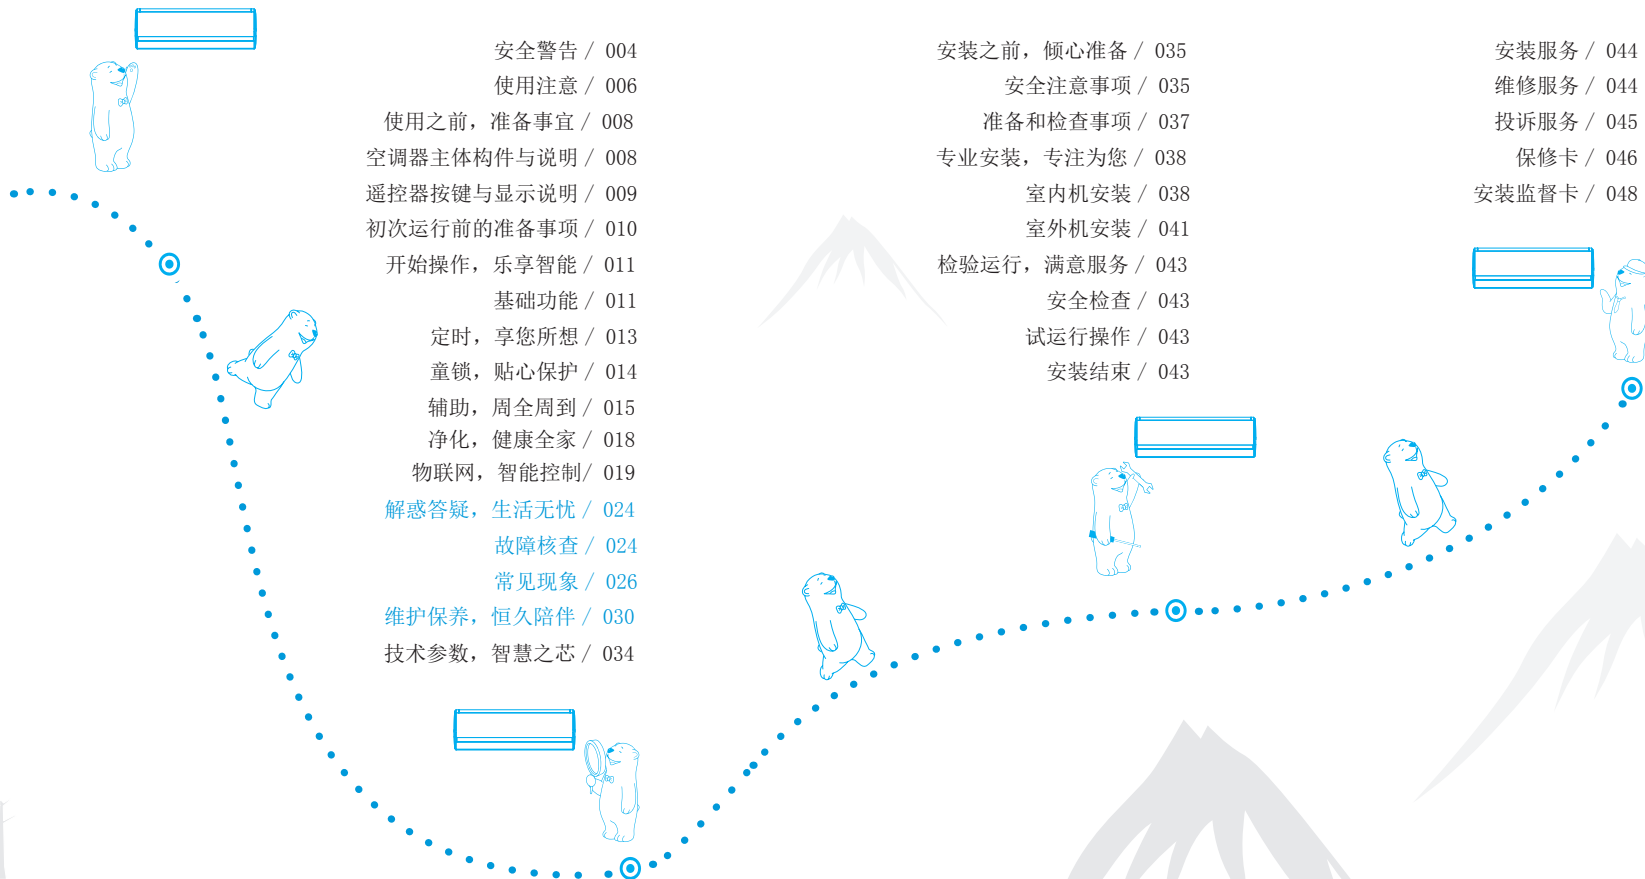 安全警告 / 004
使用注意 / 006
使用之前，准备事宜 / 008
空调器主体构件与说明 / 008
遥控器按键与显示说明 / 009
初次运行前的准备事项 / 010
开始操作，乐享智能 / 011
基础功能 / 011
定时，享您所想 / 013
童锁，贴心保护 / 014
辅助，周全周到 / 015
净化，健康全家 / 018
物联网，智能控制/ 019
解惑答疑，生活无忧 / 024
故障核查 / 024
常见现象 / 026
维护保养，恒久陪伴 / 030
技术参数，智慧之芯 / 034
安装之前，倾心准备 / 035
安全注意事项 / 035
准备和检查事项 / 037
专业安装，专注为您 / 038
室内机安装 / 038
室外机安装 / 041
检验运行，满意服务 / 043
安全检查 / 043
试运行操作 / 043
安装结束 / 043
安装服务 / 044
维修服务 / 044
投诉服务 / 045
保修卡 / 046
安装监督卡 / 048